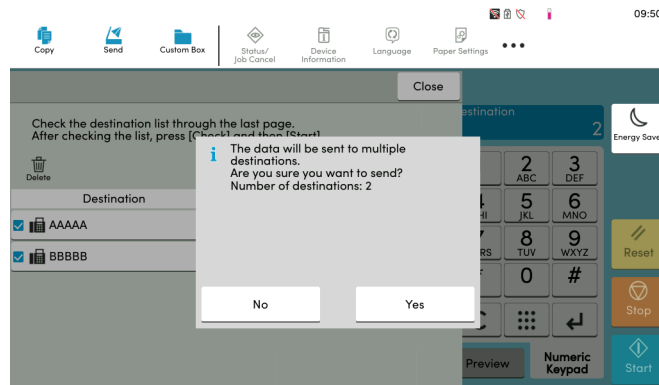 09:50
Copy
Send
Custom Box
Status/
Job Cancel
Device
Information
Language
Paper Settings
Close
Check the destination list through the last page.
After checking the list, press [Check] and then [Start].
Delete
Destination
AAAAA
BBBBB
The data will be sent to multiple
destinations.
Are you sure you want to send?
Number of destinations: 2
No
Yes
estination
2
2
ABC
3
DEF
HI
5
JKL
6
MNO
RS
8
TUV
9
WXYZ
0
#
C
Preview
Numeric
Keypad
Energy Save
Reset
Stop
Start